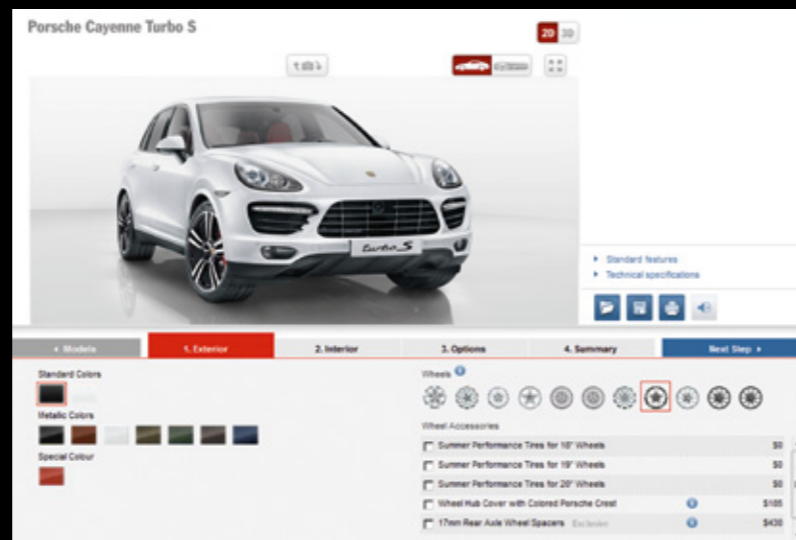 Porsche Cayenne Turbo S
2D 3D
Turbo S
Standard features
Technical specifications
Models
1. Exterior
2. Interior
3. Options
4. Summary
Next Step
Standard Colors
Metallic Colors
Special Colour
Wheels
Wheel Accessories
Summer Performance Tires for 18" Wheels $0
Summer Performance Tires for 19" Wheels $0
Summer Performance Tires for 20" Wheels $0
Wheel Hub Cover with Colored Porsche Crest $185
17mm Rear Axle Wheel Spacers Exclusive $430